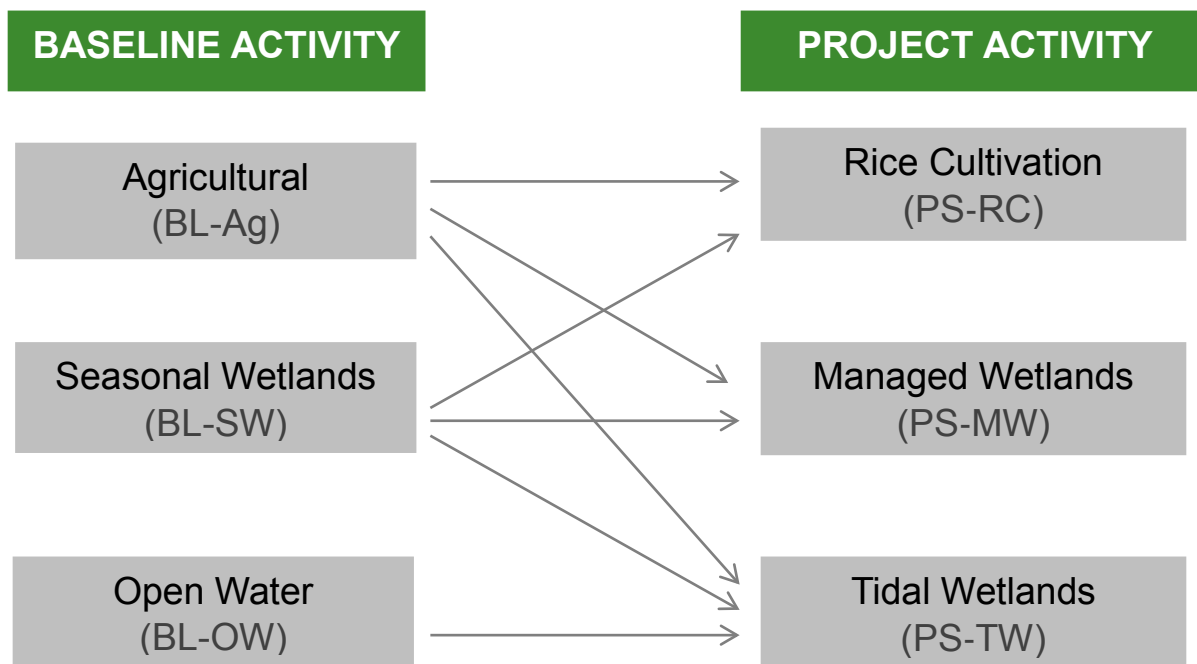 BASELINE ACTIVITY
PROJECT ACTIVITY
Agricultural
(BL-Ag)
Rice Cultivation
(PS-RC)
Seasonal Wetlands
(BL-SW)
Managed Wetlands
(PS-MW)
Open Water
(BL-OW)
Tidal Wetlands
(PS-TW)